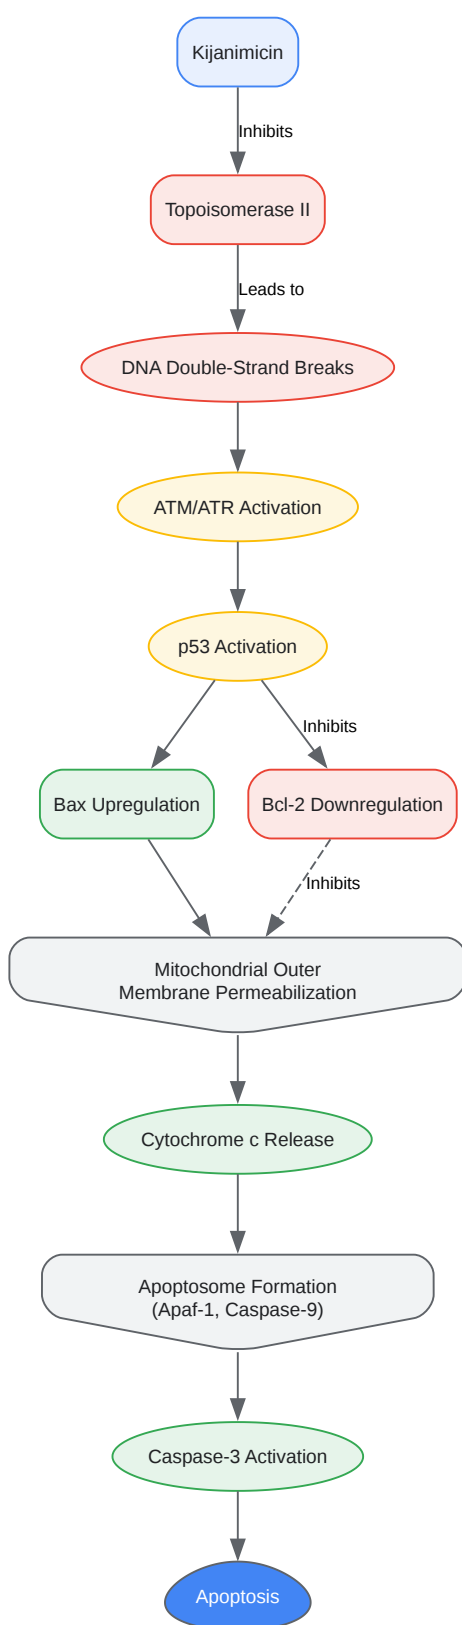 Kijanimicin
Inhibits
Topoisomerase II
Leads to
DNA Double-Strand Breaks
ATM/ATR Activation
p53 Activation
Inhibits
Bax Upregulation
Bcl-2 Downregulation
Inhibits
Mitochondrial Outer
Membrane Permeabilization
Cytochrome c Release
Apoptosome Formation
(Apaf-1, Caspase-9)
Caspase-3 Activation
Apoptosis